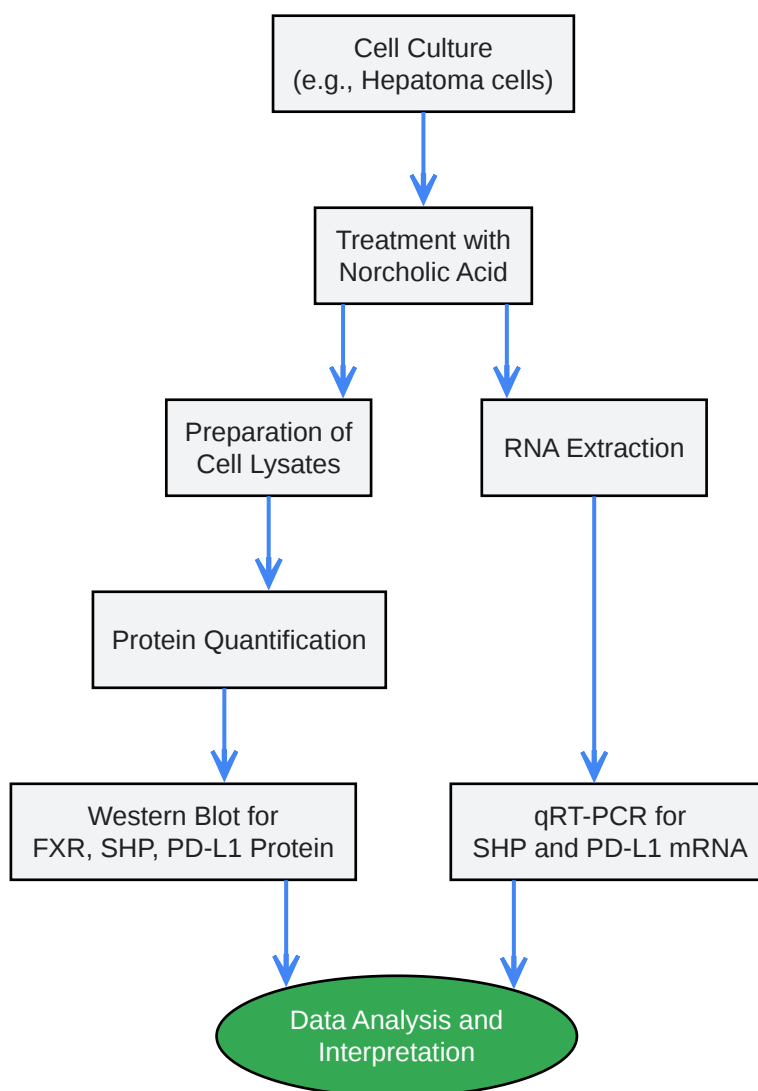 Cell Culture
(e.g., Hepatoma cells)
Treatment with
Norcholic Acid
Preparation of
Cell Lysates
RNA Extraction
Protein Quantification
Western Blot for
FXR, SHP, PD-L1 Protein
qRT-PCR for
SHP and PD-L1 mRNA
Data Analysis and
Interpretation